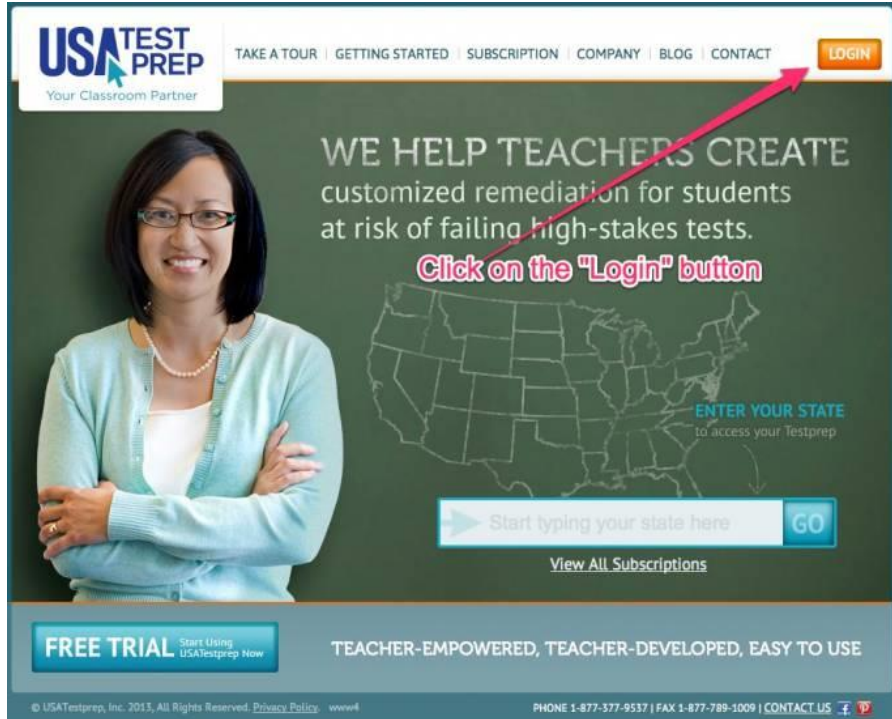 USATEST
PREP
Your Classroom Partner
TAKE A TOUR | GETTING STARTED | SUBSCRIPTION | COMPANY | BLOG | CONTACT
LOGIN
WE HELP TEACHERS CREATE
customized remediation for students
at risk of failing high-stakes tests.
Click on the "Login" button
ENTER YOUR STATE
to access your Testprep
Start typing your state here
GO
View All Subscriptions
FREE TRIAL
Start Using
USATestprep Now
TEACHER-EMPOWERED, TEACHER-DEVELOPED, EASY TO USE
© USATestprep, Inc. 2013, All Rights Reserved. Privacy Policy. www4
PHONE 1-877-377-9537 | FAX 1-877-789-1009 | CONTACT US